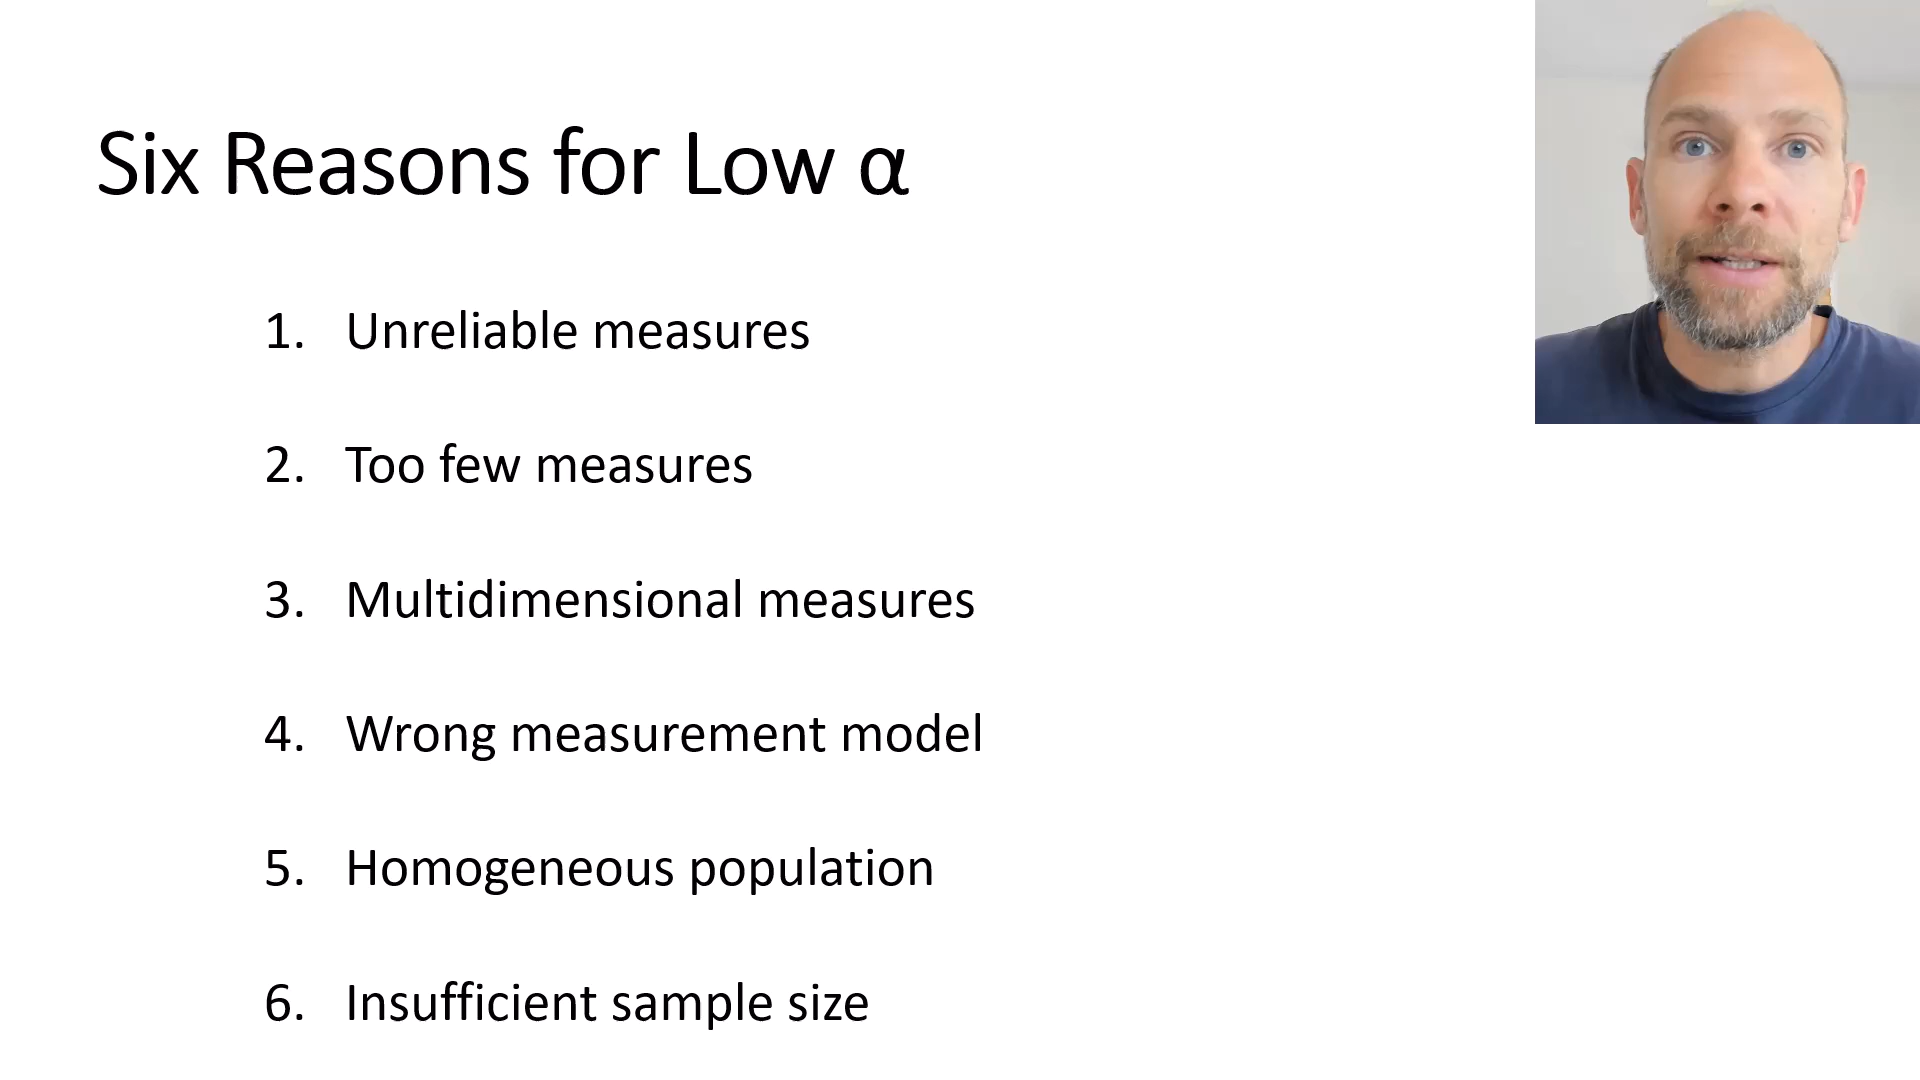 Six Reasons for Low α
1. Unreliable measures
2. Too few measures
3. Multidimensional measures
4. Wrong measurement model
5. Homogeneous population
6. Insufficient sample size